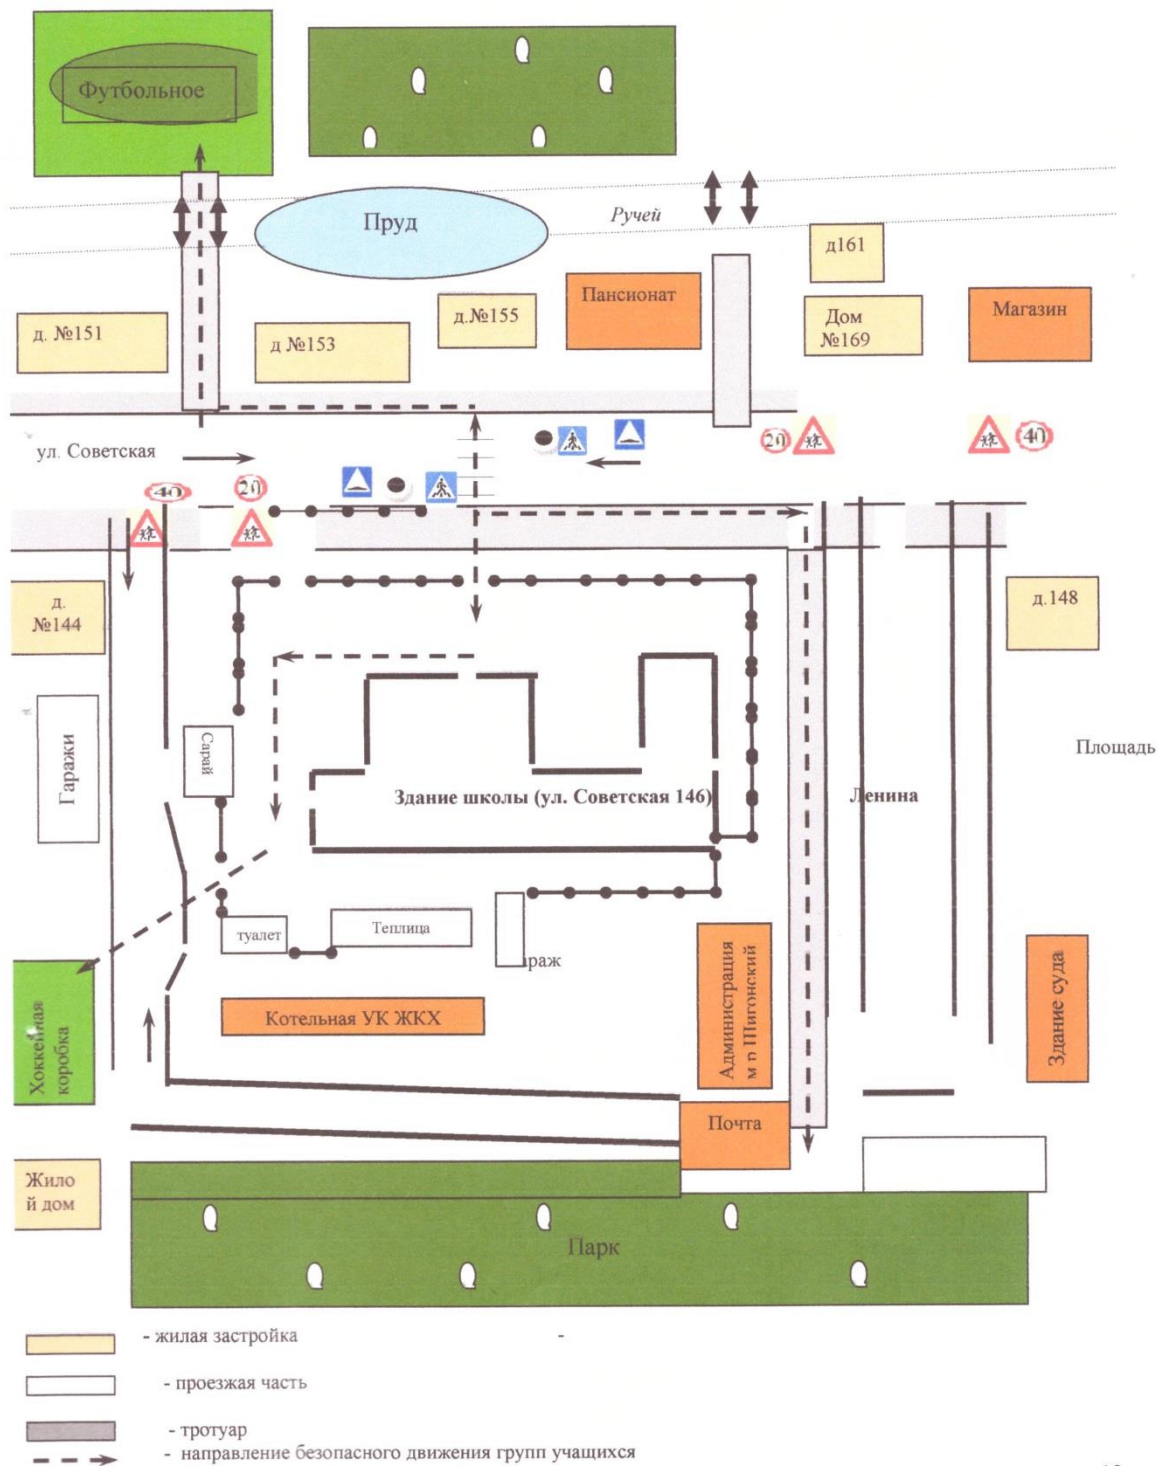 Футбольное
Пруд
Ручей
д161
Пансионат
д.№155
Дом
№169
Магазин
д. №151
д №153
ул. Советская
20
40
40
20
д.
№144
д.148
Гаражи
Сарай
Площадь
Здание школы (ул. Советская 146)
Ленина
туалет
Теплица
араж
Администрация
м.р Шигонский
Здание суда
Хоккейная
коробка
Котельная УК ЖКХ
Почта
Жило
й дом
Парк
- жилая застройка
-
- проезжая часть
- тротуар
- направление безопасного движения групп учащихся